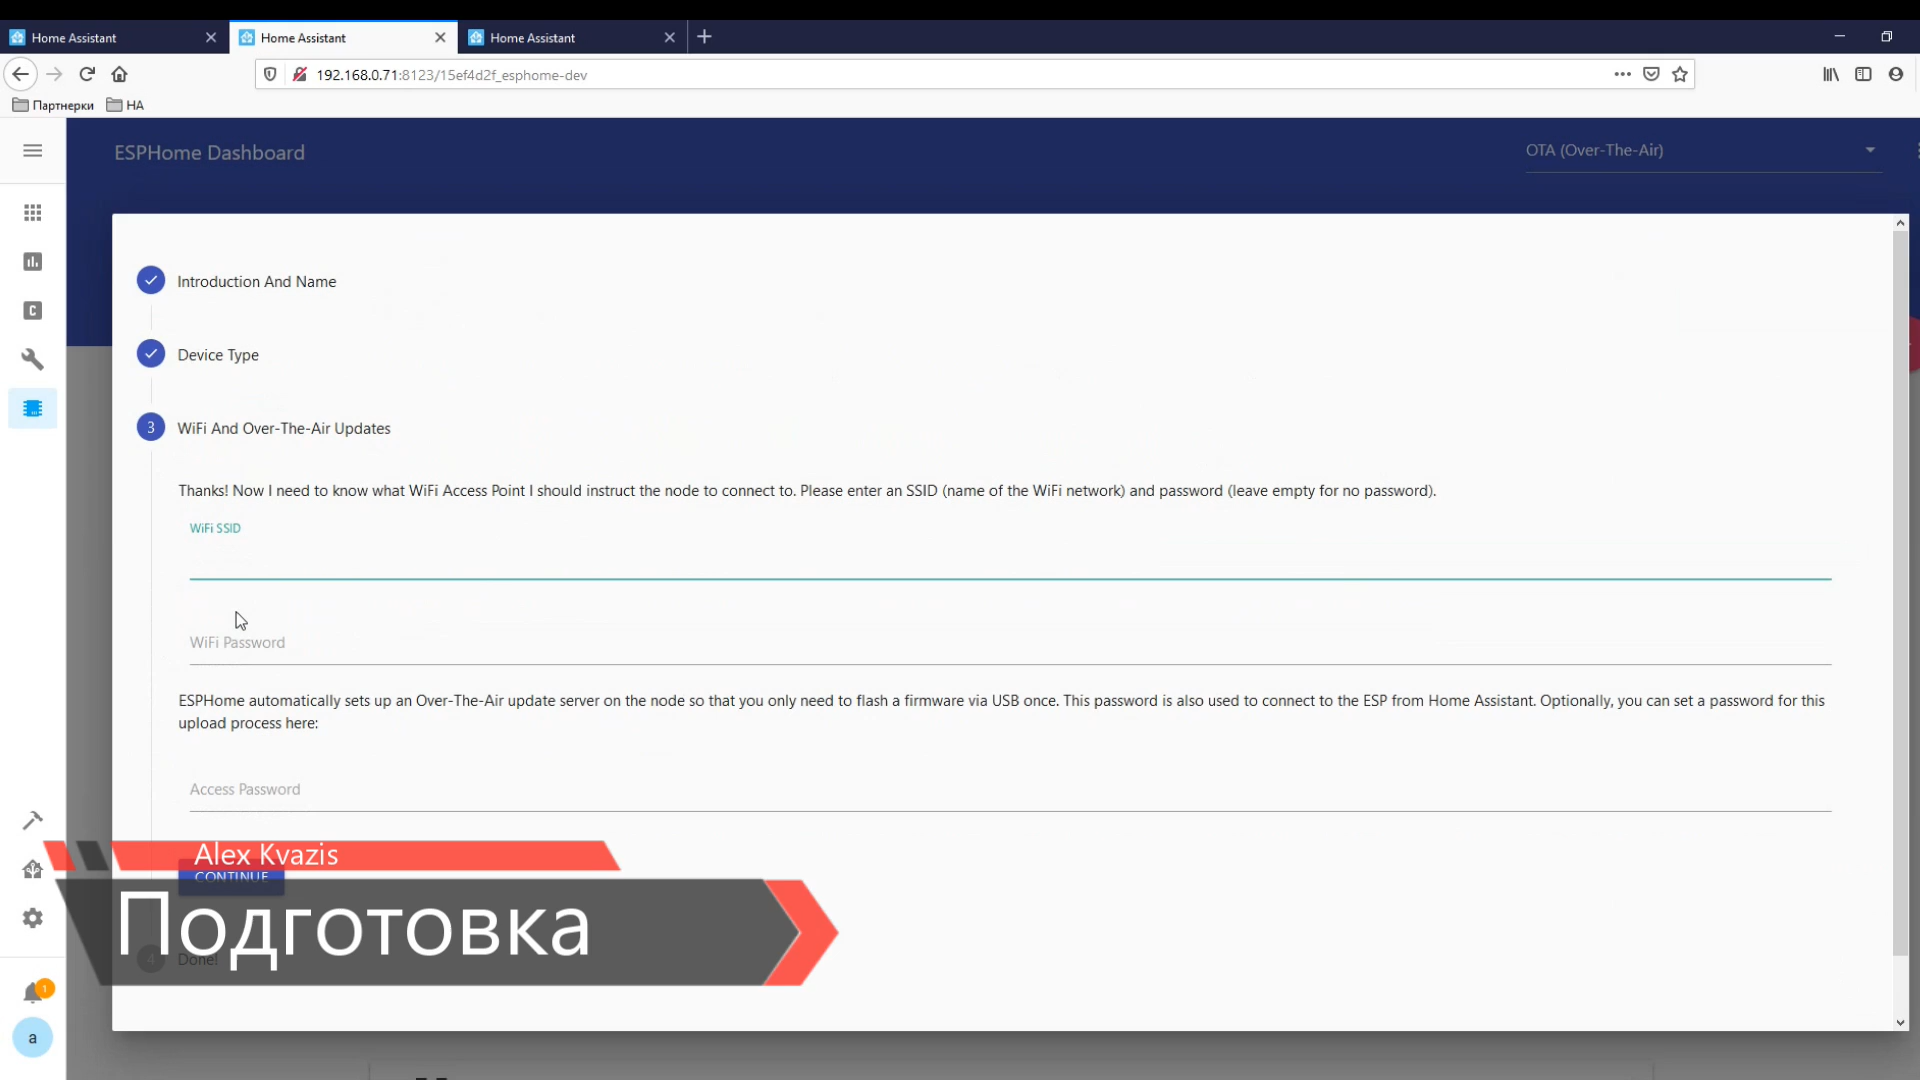 Home Assistant
Home Assistant
Home Assistant
192.168.0.71:8123/15ef4d2f_esphome-dev
Партнерки
HA
ESPHome Dashboard
OTA (Over-The-Air)
C
Introduction And Name
Device Type
3
WiFi And Over-The-Air Updates
Thanks! Now I need to know what WiFi Access Point I should instruct the node to connect to. Please enter an SSID (name of the WiFi network) and password (leave empty for no password).
WiFi SSID
WiFi Password
ESPHome automatically sets up an Over-The-Air update server on the node so that you only need to flash a firmware via USB once. This password is also used to connect to the ESP from Home Assistant. Optionally, you can set a password for this
upload process here:
Access Password
Alex Kvazis
CONTINUE
Подготовка
4
Done!
1
a